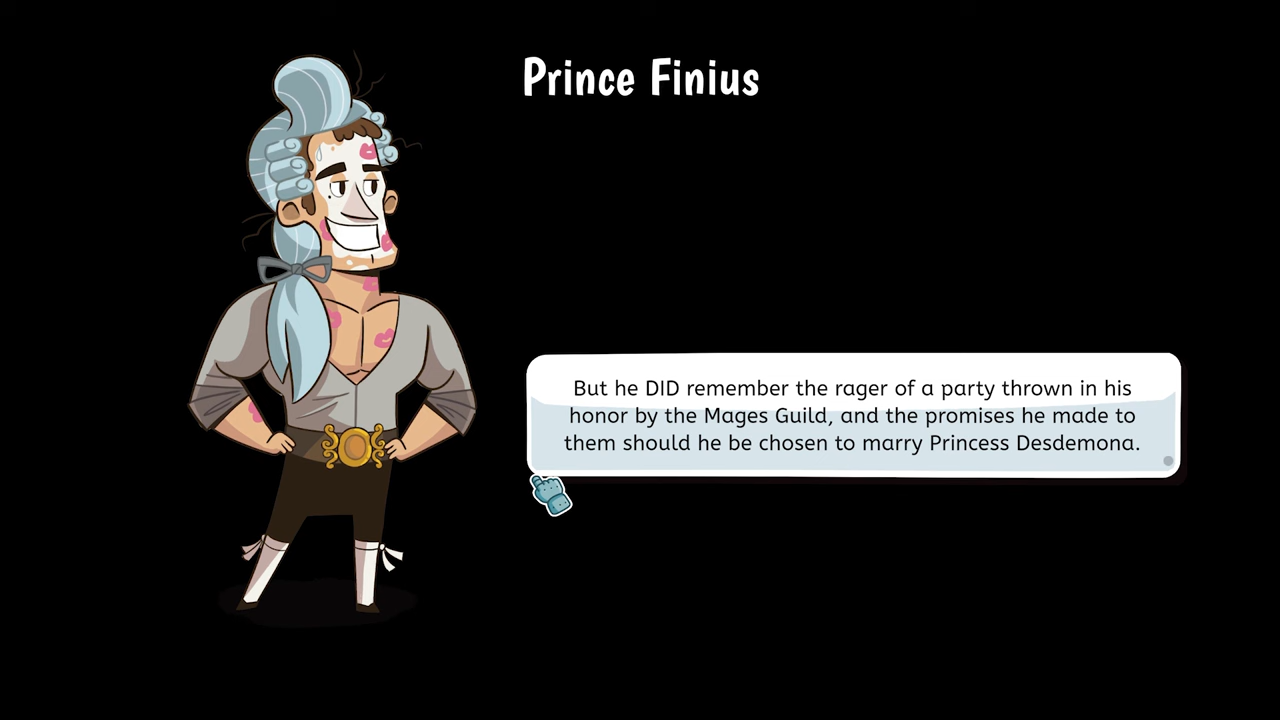 Prince Finius
But he DID remember the rager of a party thrown in his
honor by the Mages Guild, and the promises he made to
them should he be chosen to marry Princess Desdemona.